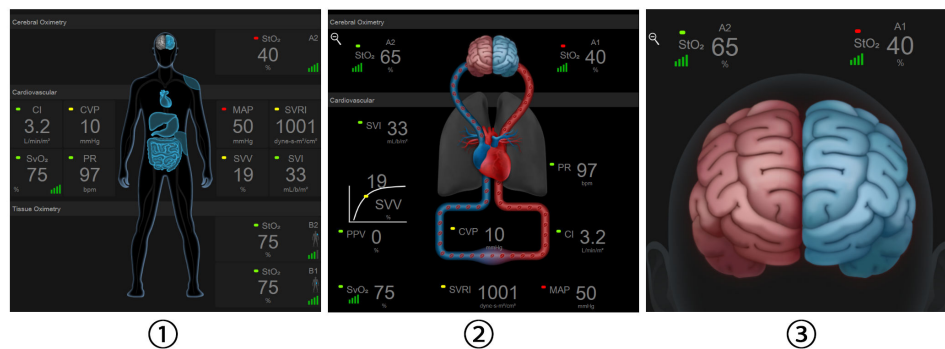 Cerebral Oximetry
StO₂ A2
40
%
Cardiovascular
CI CVP MAP SVRI
3.2 10 50 1001
L/min/m² mmHg mmHg dyne-s-m²/cm⁵
SvO₂ PR SVV SVI
75 97 19 33
% bpm % mL/b/m²
Tissue Oximetry
StO₂ B2
75
%
StO₂ B1
75
%
①
Cerebral Oximetry
A2 A1
StO₂ 65 StO₂ 40
% %
Cardiovascular
SVI 33
mL/b/m²
PR 97
bpm
19
SVV
%
PPV 0
%
CVP 10
mmHg
CI 3.2
L/min/m²
SvO₂ 75
%
SVRI 1001
dyne-s-m²/cm⁵
MAP 50
mmHg
②
A2 A1
StO₂ 65 StO₂ 40
% %
③